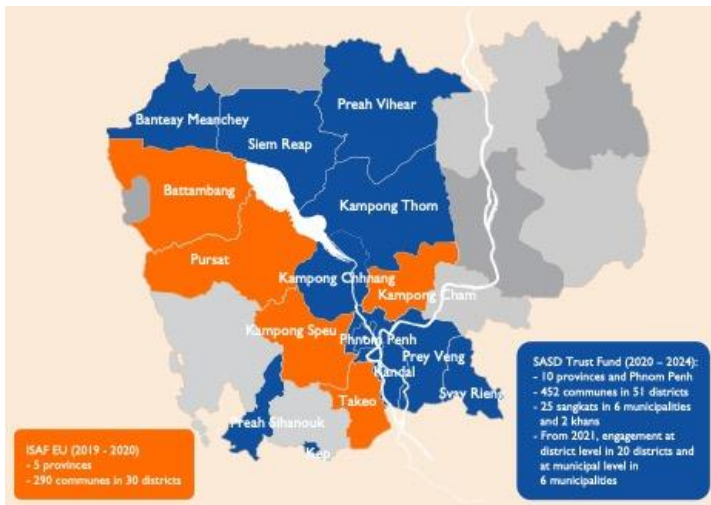 Preah Vihear
Banteay Meanchey
Siem Reap
Battambang
Kampong Thom
Pursat
Kampong Chhnang
Kampong Cham
Kampong Speu
Phnom Penh
Prey Veng
Kandal
Svay Rieng
Takeo
Preah Sihanouk
Kep
SASD Trust Fund (2020 – 2024):
- 10 provinces and Phnom Penh
- 452 communes in 51 districts
- 25 sangkats in 6 municipalities
and 2 khans
- From 2021, engagement at
district level in 20 districts and
at municipal level in
6 municipalities
ISAF EU (2019 - 2020)
- 5 provinces
- 290 communes in 30 districts